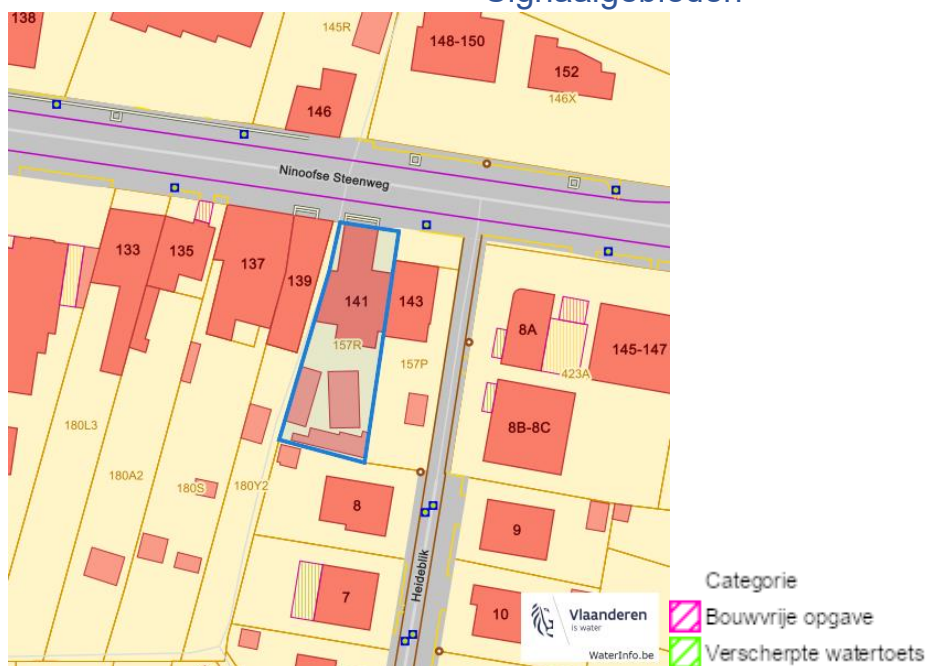 Signaalgebieden
138
145R
148-150
152
146X
146
Ninoofse Steenweg
133
135
137
139
141
143
157R
157P
8A
145-147
423A
8B-8C
180L3
180A2
180S
180Y2
8
9
7
10
Heideblik
Vlaanderen
is water
WaterInfo.be
Categorie
Bouwvrije opgave
Verscherpte watertoets